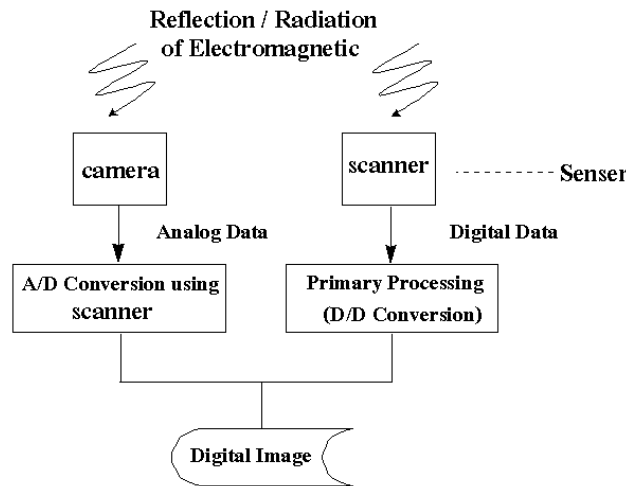 Reflection / Radiation
of Electromagnetic
camera
scanner
Senser
Analog Data
Digital Data
A/D Conversion using
scanner
Primary Processing
(D/D Conversion)
Digital Image